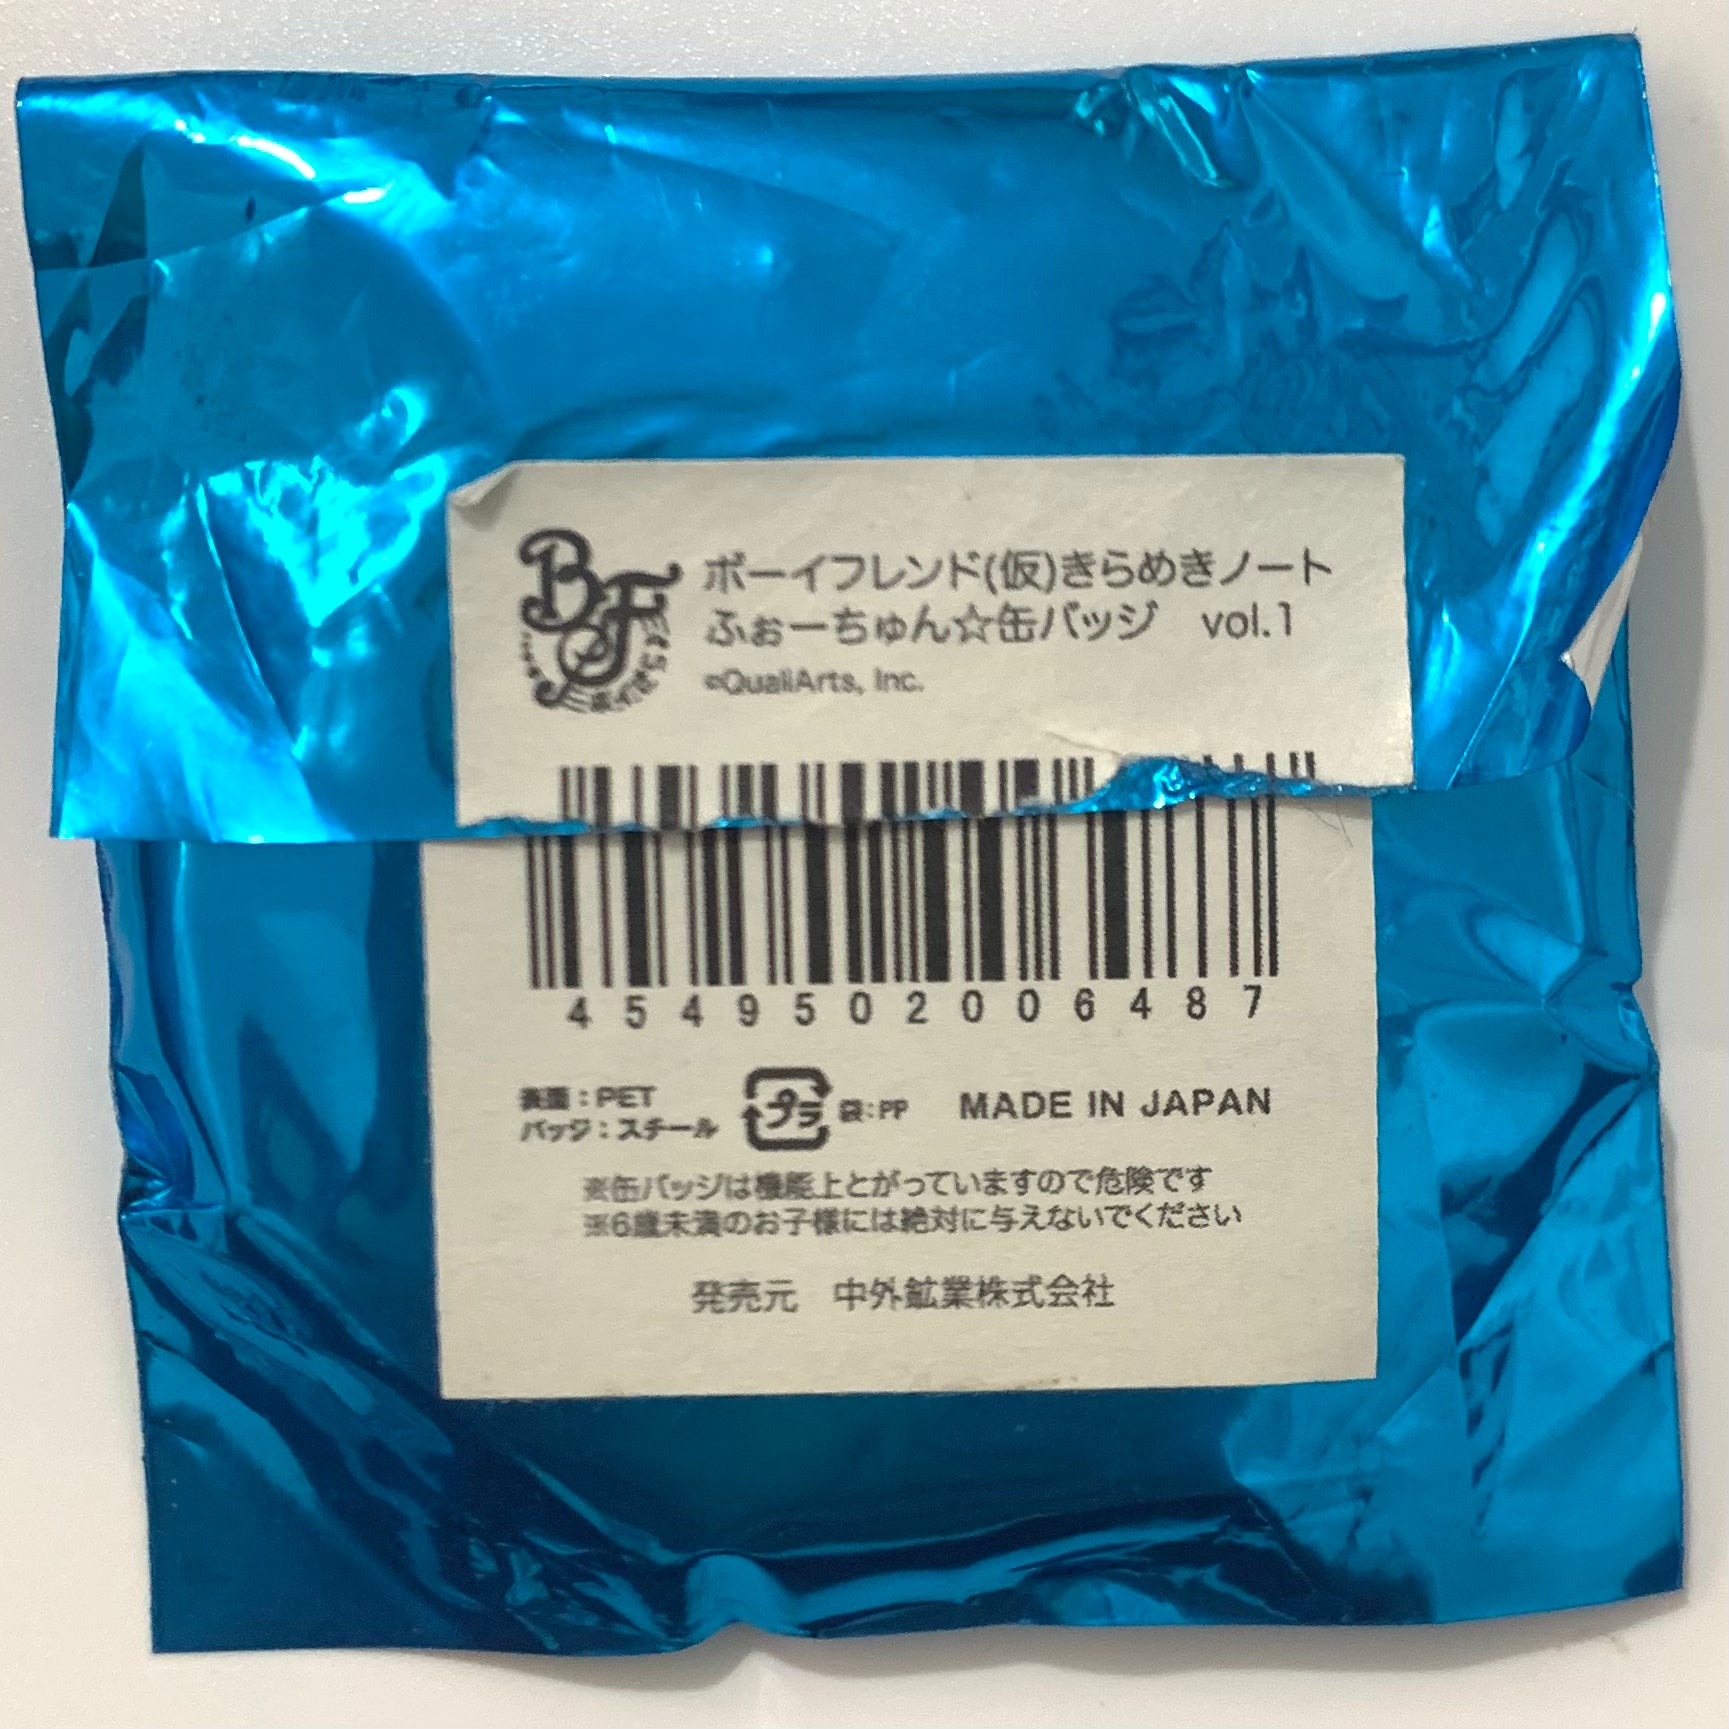 BF
ボーイフレンド(仮)きらめきノート
ふぉーちゅん☆缶バッジ　vol.1
©QualiArts, Inc.
4549502006487
表面：PET
バッジ：スチール
プラ
袋：PP
MADE IN JAPAN
※缶バッジは機能上とがっていますので危険です
※6歳未満のお子様には絶対に与えないでください
発売元　中外鉱業株式会社